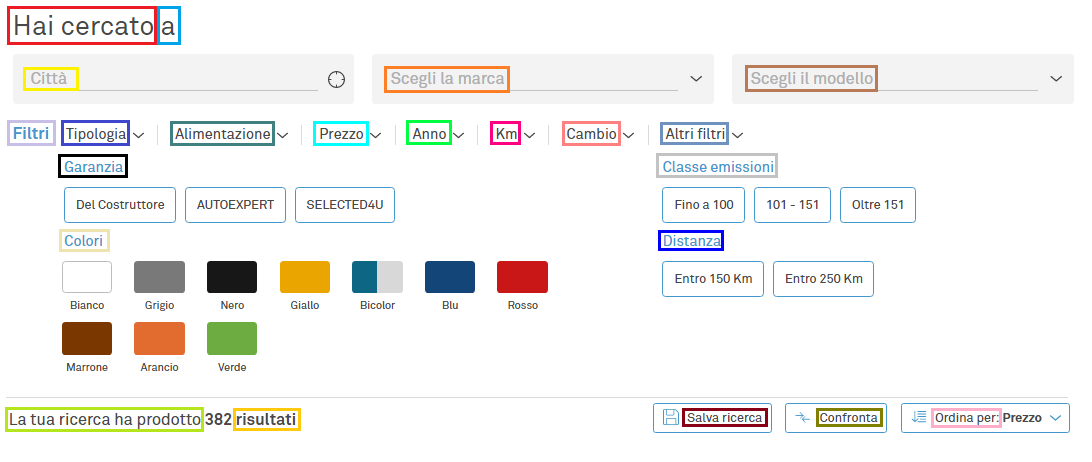 Hai cercato a
Città Scegli la marca Scegli il modello
Filtri Tipologia Alimentazione Prezzo Anno Km Cambio Altri filtri
Garanzia Classe emissioni
Del Costruttore AUTOEXPERT SELECTED4U Fino a 100 101 - 151 Oltre 151
Colori Distanza
Entro 150 Km Entro 250 Km
Bianco Grigio Nero Giallo Bicolor Blu Rosso
Marrone Arancio Verde
La tua ricerca ha prodotto 382 risultati Salva ricerca Confronta Ordina per: Prezzo